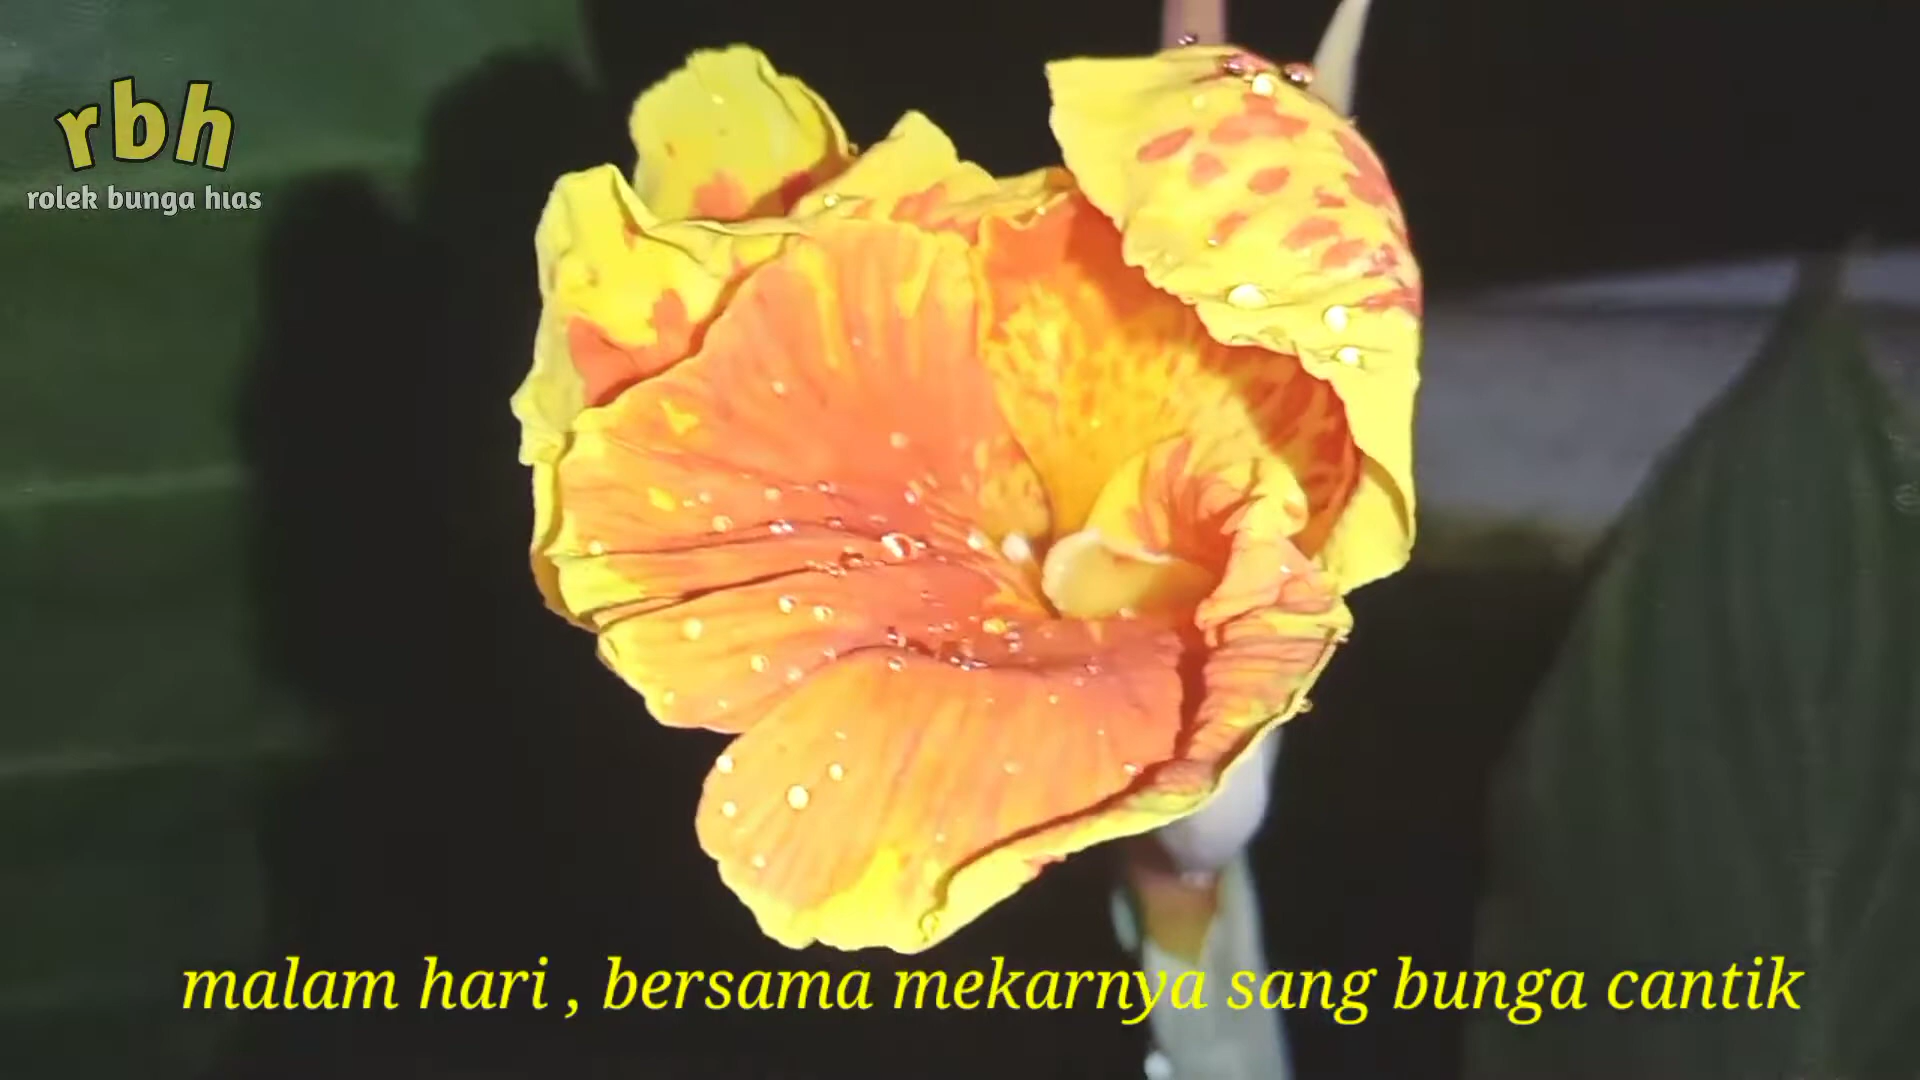 rbh
rolek bunga hias
malam hari , bersama mekarnya sang bunga cantik